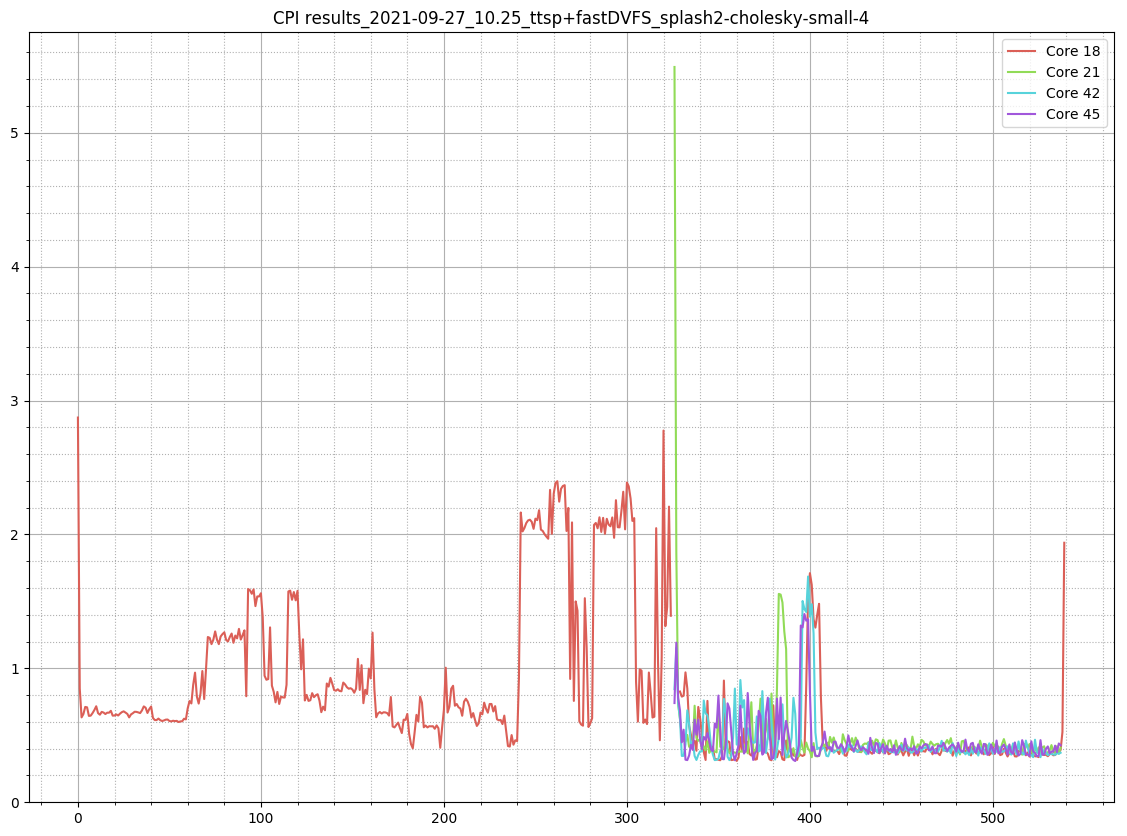 CPI results_2021-09-27_10.25_ttsp+fastDVFS_splash2-cholesky-small-4
Core 18
Core 21
Core 42
Core 45
5
4
3
2
1
0
0 100 200 300 400 500